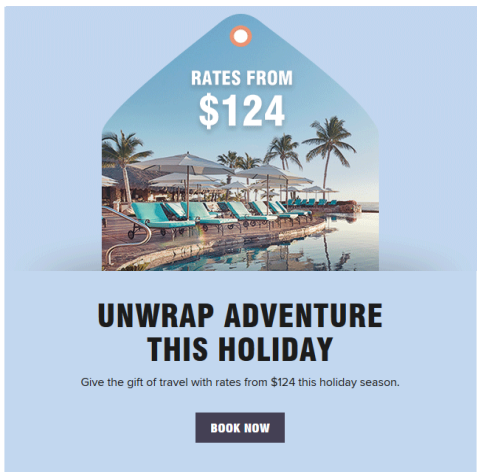 RATES FROM
$124
UNWRAP ADVENTURE
THIS HOLIDAY
Give the gift of travel with rates from $124 this holiday season.
BOOK NOW